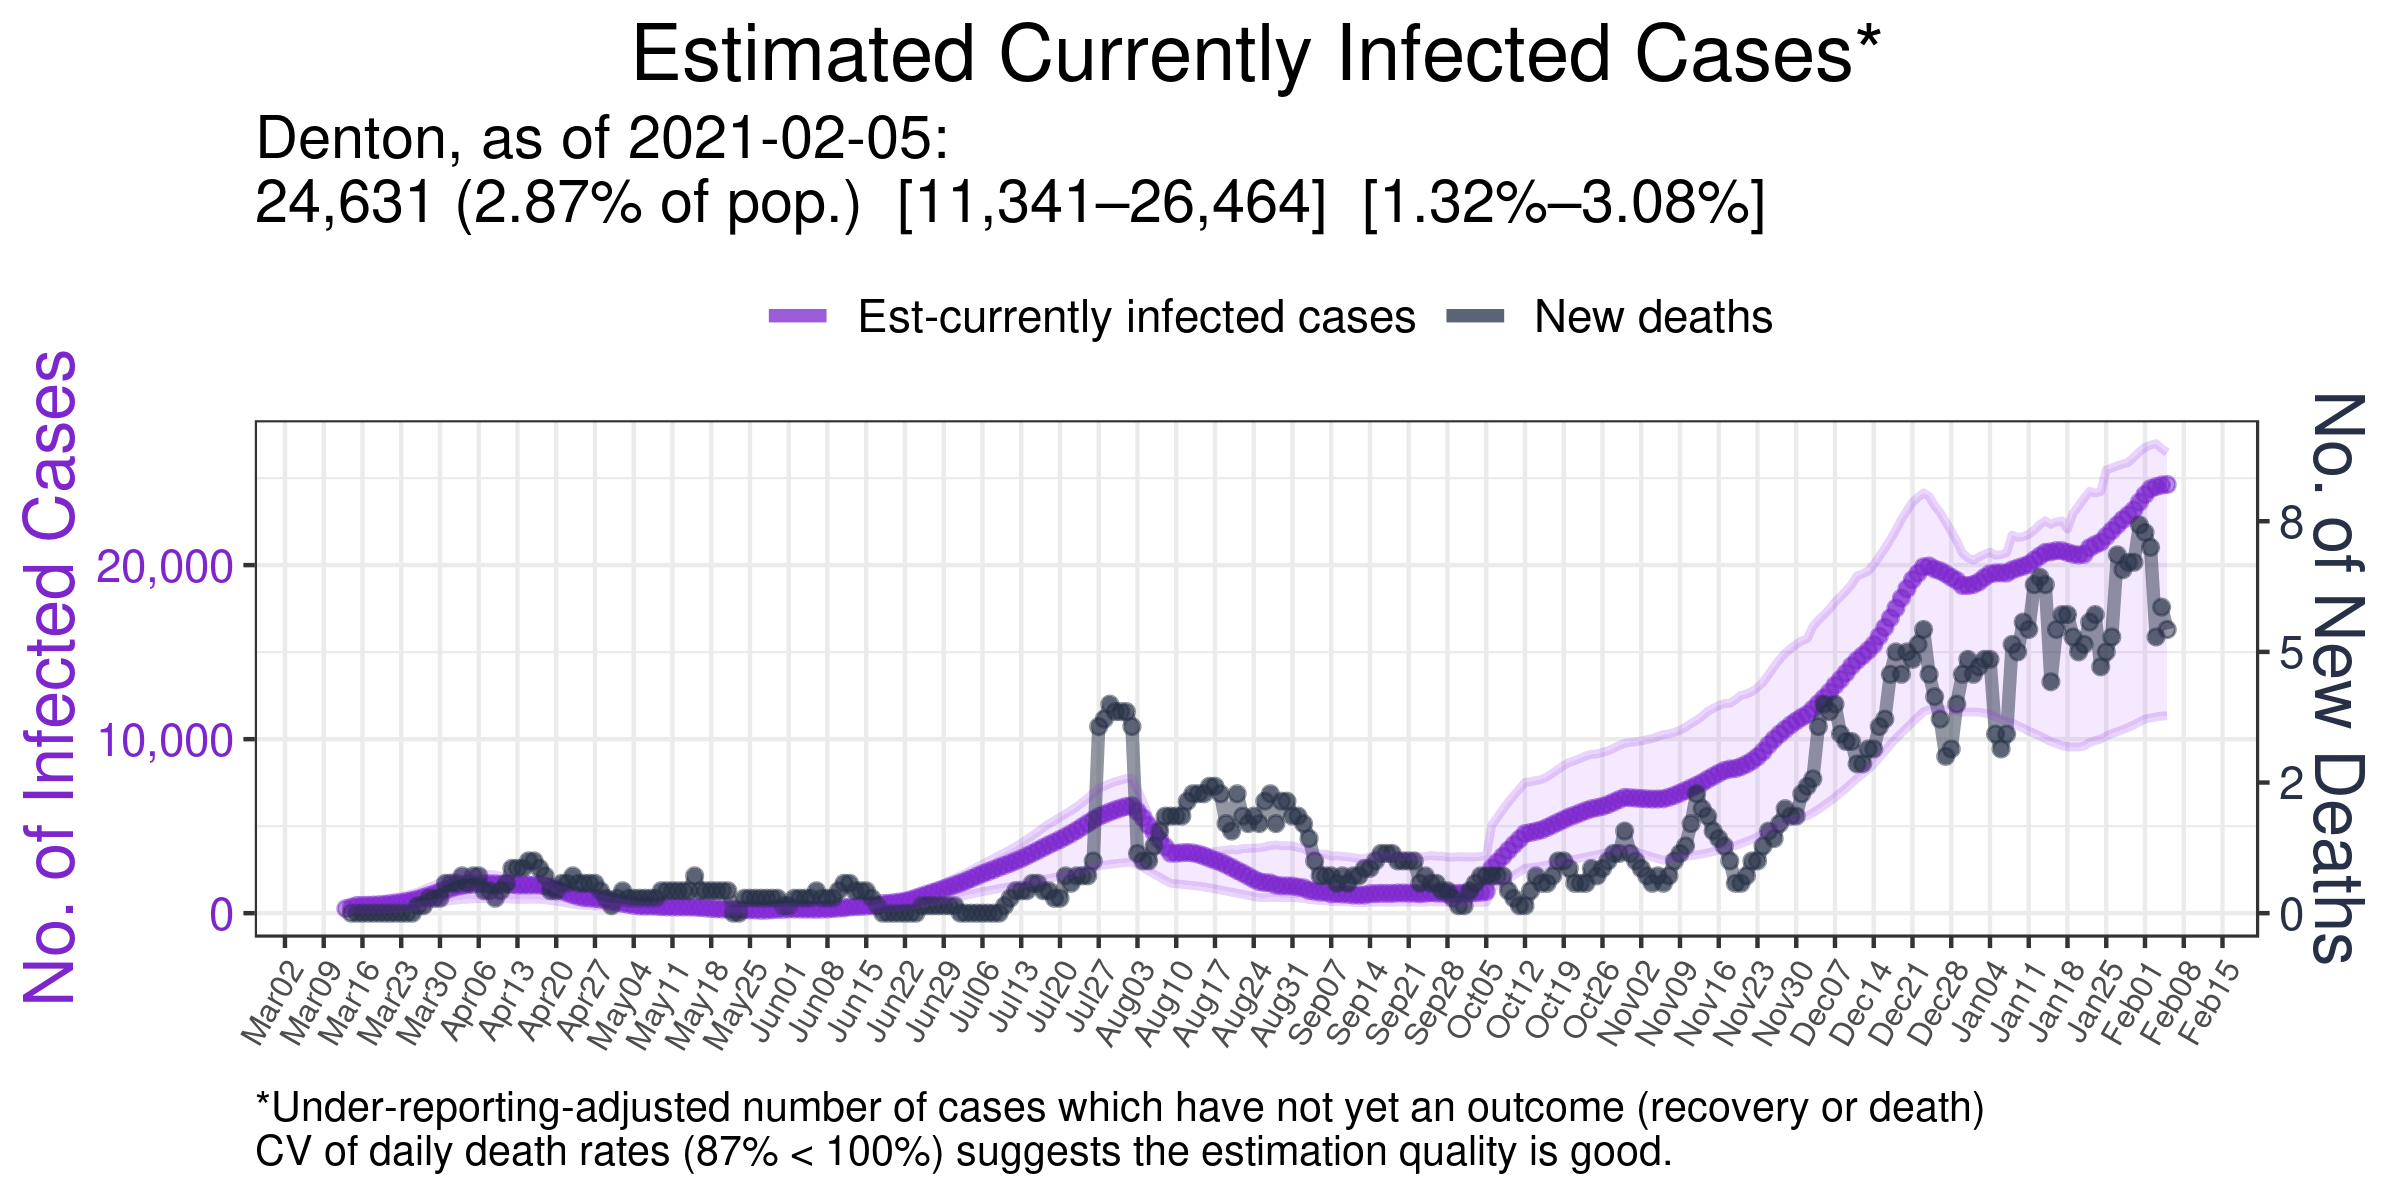 Estimated Currently Infected Cases*
Denton, as of 2021-02-05:
24,631 (2.87% of pop.)  [11,341–26,464]  [1.32%–3.08%]
Est-currently infected cases
New deaths
No. of Infected Cases
20,000
10,000
0
8
5
2
0
No. of New Deaths
Mar02
Mar09
Mar16
Mar23
Mar30
Apr06
Apr13
Apr20
Apr27
May04
May11
May18
May25
Jun01
Jun08
Jun15
Jun22
Jun29
Jul06
Jul13
Jul20
Jul27
Aug03
Aug10
Aug17
Aug24
Aug31
Sep07
Sep14
Sep21
Sep28
Oct05
Oct12
Oct19
Oct26
Nov02
Nov09
Nov16
Nov23
Nov30
Dec07
Dec14
Dec21
Dec28
Jan04
Jan11
Jan18
Jan25
Feb01
Feb08
Feb15
*Under-reporting-adjusted number of cases which have not yet an outcome (recovery or death)
CV of daily death rates (87% < 100%) suggests the estimation quality is good.